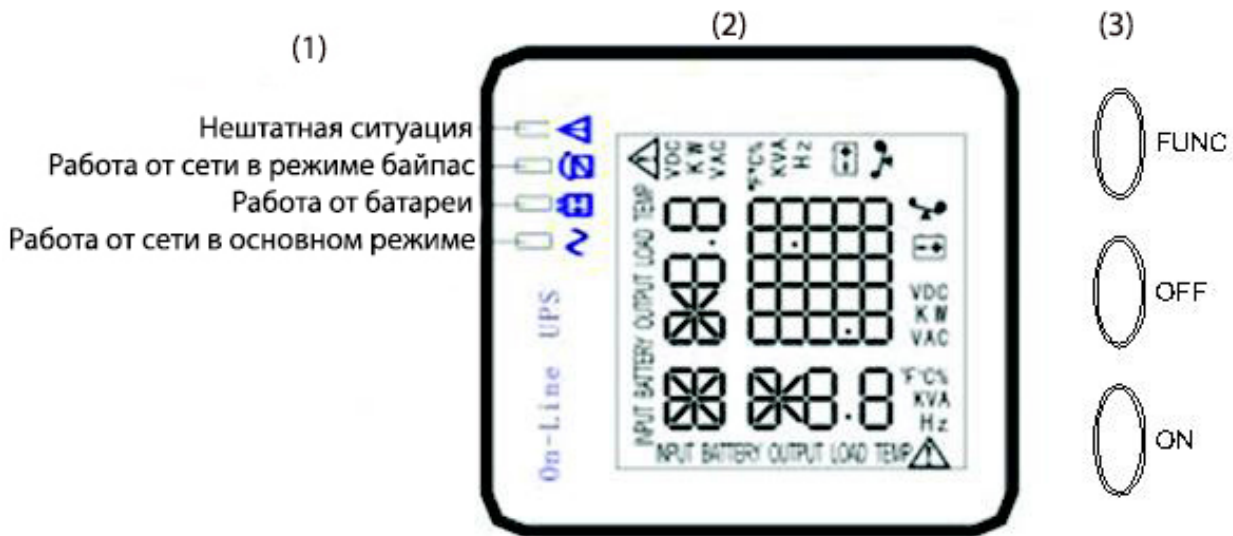 (1)
(2)
(3)
Нештатная ситуация
Работа от сети в режиме байпас
Работа от батареи
Работа от сети в основном режиме
On-Line UPS
VDC
KW
VAC
°F°C%
KVA
Hz
INPUT BATTERY OUTPUT LOAD TEMP
VDC
KW
VAC
°F°C%
KVA
Hz
INPUT BATTERY OUTPUT LOAD TEMP
FUNC
OFF
ON